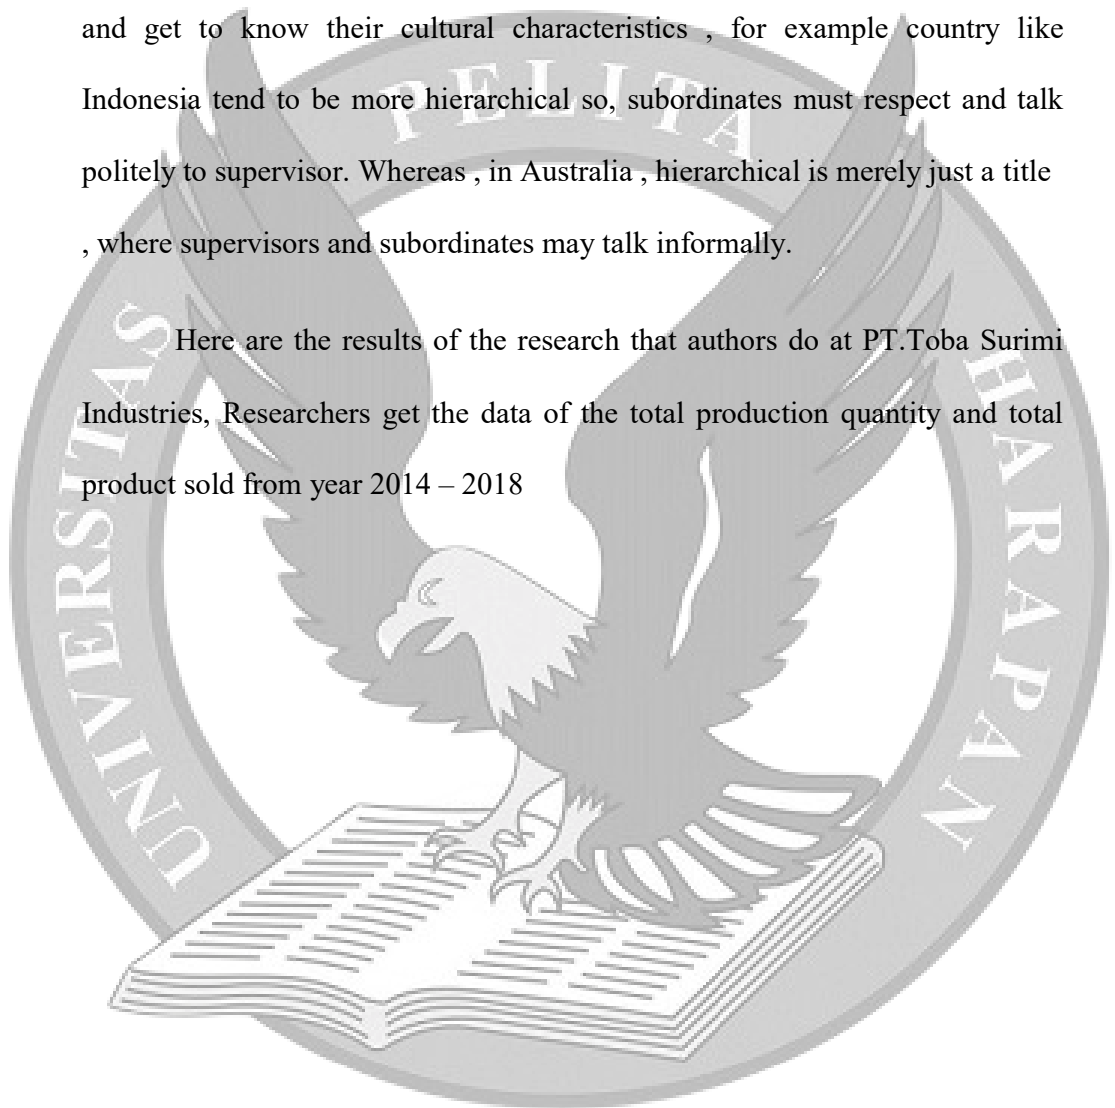 and get to know their cultural characteristics , for example country like
Indonesia tend to be more hierarchical so, subordinates must respect and talk
politely to supervisor. Whereas , in Australia , hierarchical is merely just a title
, where supervisors and subordinates may talk informally.
Here are the results of the research that authors do at PT.Toba Surimi
Industries, Researchers get the data of the total production quantity and total
product sold from year 2014 – 2018
UNIVERSITAS PELITA HARAPAN